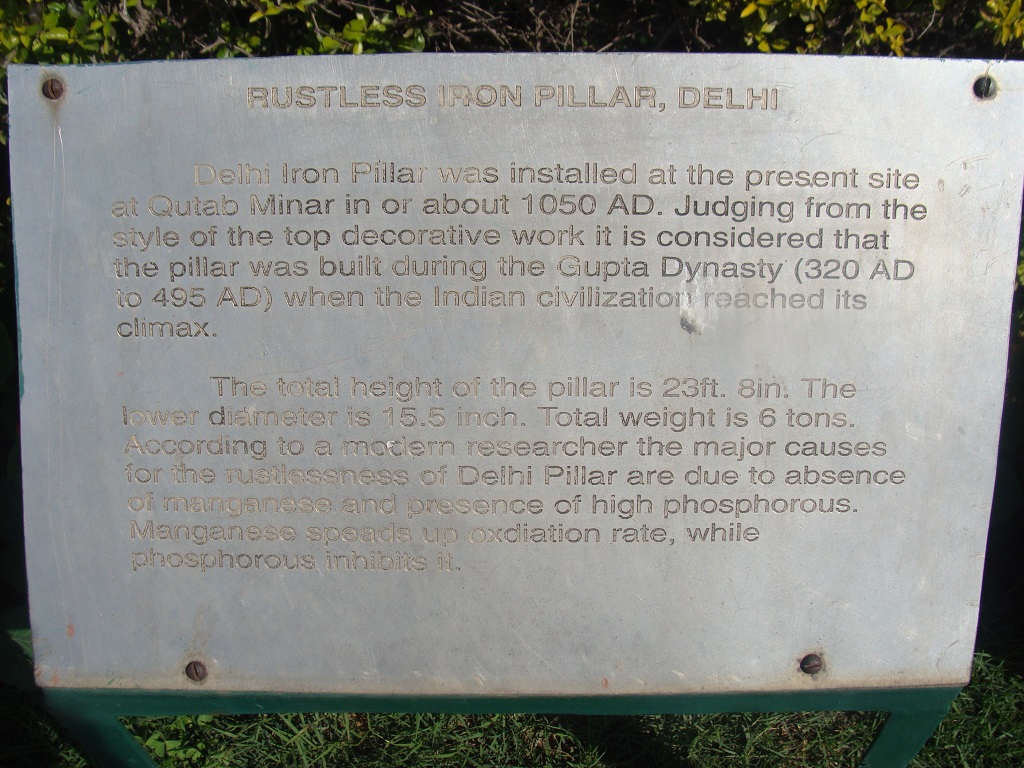 RUSTLESS IRON PILLAR, DELHI
Delhi Iron Pillar was installed at the present site
at Qutab Minar in or about 1050 AD. Judging from the
style of the top decorative work it is considered that
the pillar was built during the Gupta Dynasty (320 AD
to 495 AD) when the Indian civilization reached its
climax.
The total height of the pillar is 23ft. 8in. The
lower diameter is 15.5 inch. Total weight is 6 tons.
According to a modern researcher the major causes
for the rustlessness of Delhi Pillar are due to absence
of manganese and presence of high phosphorous.
Manganese speads up oxdiation rate, while
phosphorous inhibits it.